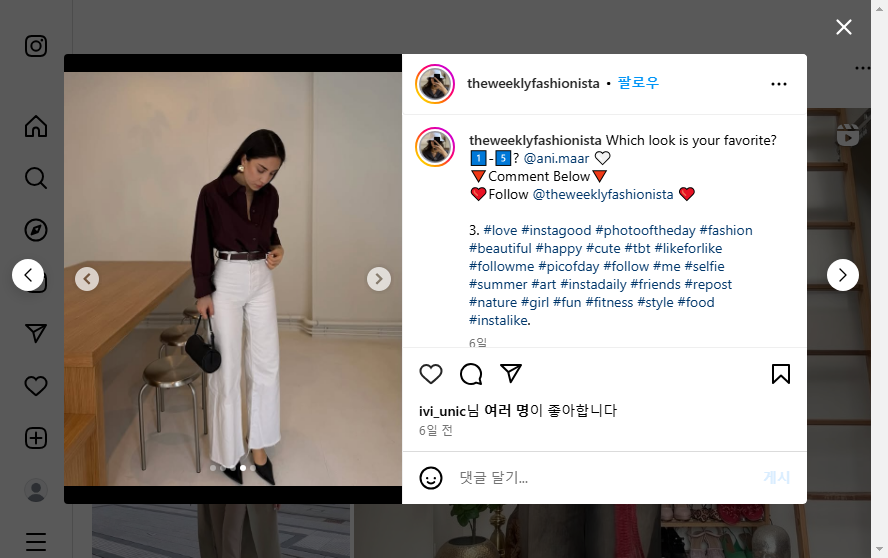 theweeklyfashionista • 팔로우
theweeklyfashionista Which look is your favorite?
1️⃣-5️⃣? @ani.maar 🤍
🔻Comment Below🔻
❤️Follow @theweeklyfashionista ❤️
3. #love #instagood #photooftheday #fashion
#beautiful #happy #cute #tbt #likeforlike
#followme #picofday #follow #me #selfie
#summer #art #instadaily #friends #repost
#nature #girl #fun #fitness #style #food
#instalike.
6일
ivi_unic님 여러 명이 좋아합니다
6일 전
댓글 달기...
게시